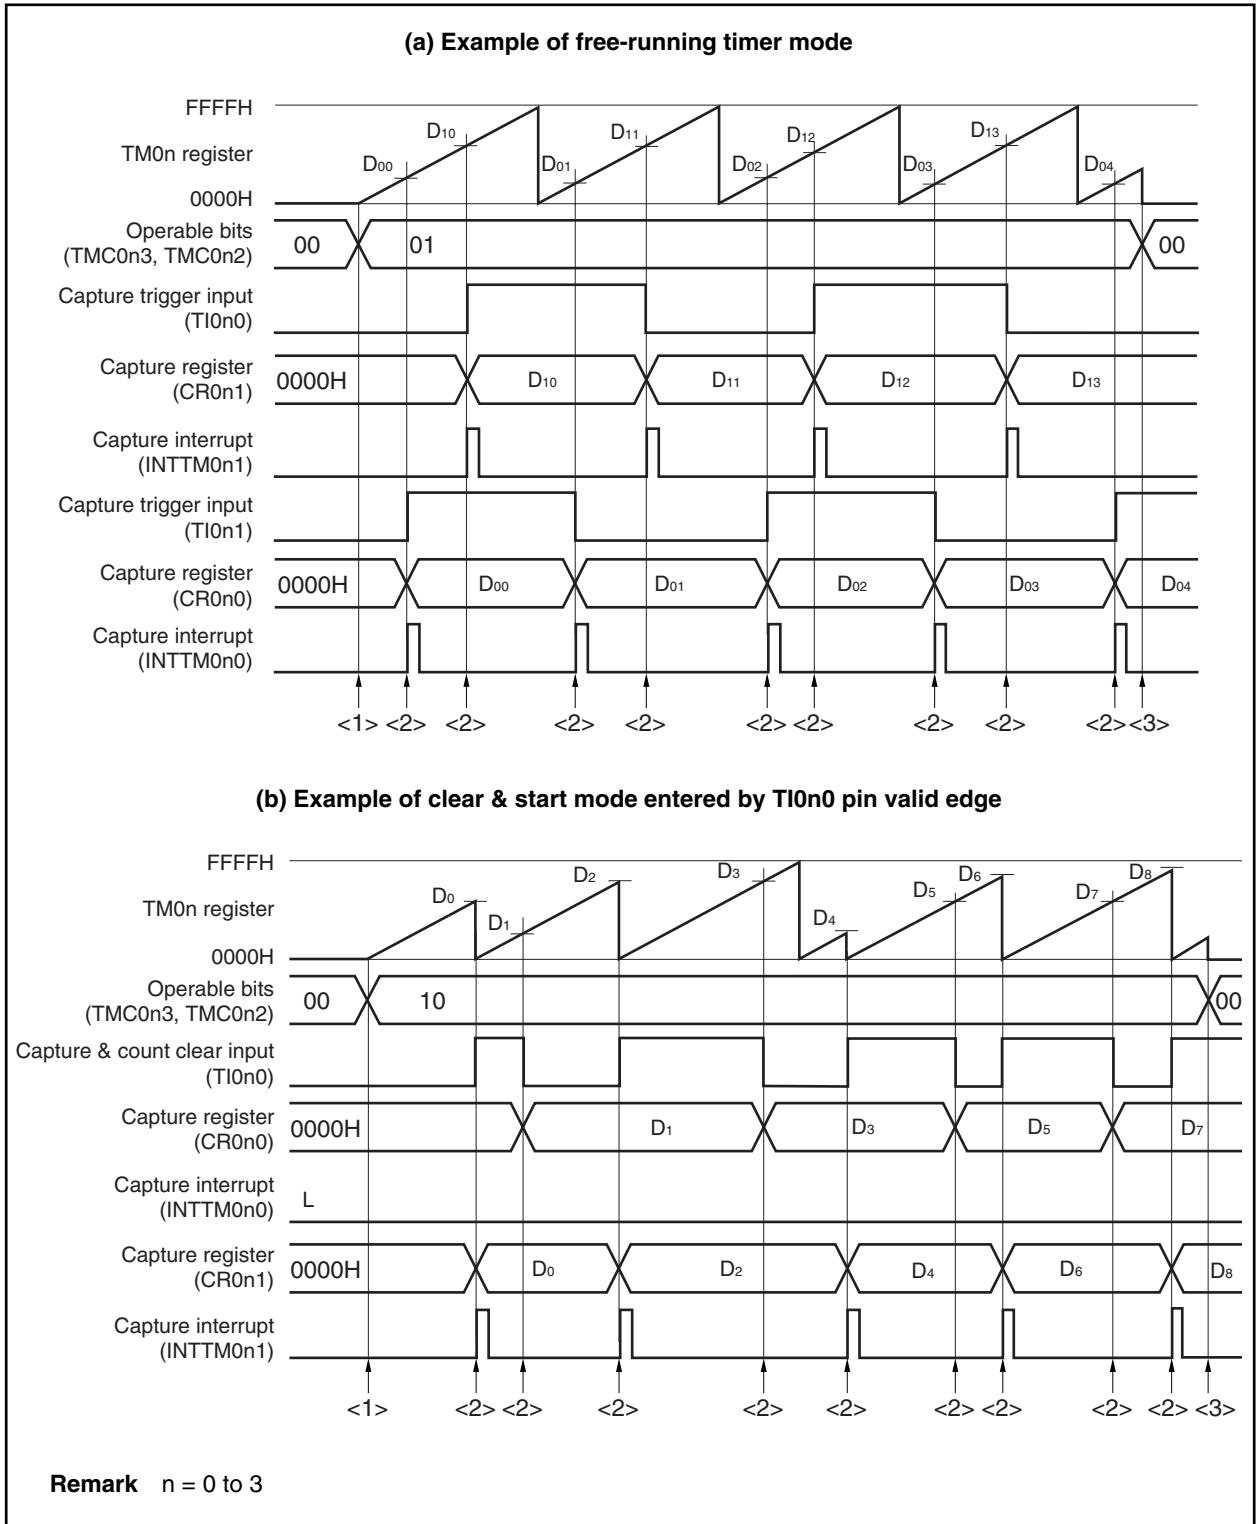 (a) Example of free-running timer mode
FFFFH
TM0n register
0000H
D10 D11 D12 D13
D00 D01 D02 D03 D04
Operable bits
(TMC0n3, TMC0n2)
00 01 00
Capture trigger input
(TI0n0)
Capture register
(CR0n1)
0000H D10 D11 D12 D13
Capture interrupt
(INTTM0n1)
Capture trigger input
(TI0n1)
Capture register
(CR0n0)
0000H D00 D01 D02 D03 D04
Capture interrupt
(INTTM0n0)
<1> <2> <2> <2> <2> <2> <2> <2> <2> <2> <3>
(b) Example of clear & start mode entered by TI0n0 pin valid edge
FFFFH
TM0n register
0000H
D0 D1 D2 D3 D4 D5 D6 D7 D8
Operable bits
(TMC0n3, TMC0n2)
00 10 00
Capture & count clear input
(TI0n0)
Capture register
(CR0n0)
0000H D1 D3 D5 D7
Capture interrupt
(INTTM0n0)
L
Capture register
(CR0n1)
0000H D0 D2 D4 D6 D8
Capture interrupt
(INTTM0n1)
<1> <2> <2> <2> <2> <2> <2> <2> <2> <2> <3>
Remark n = 0 to 3